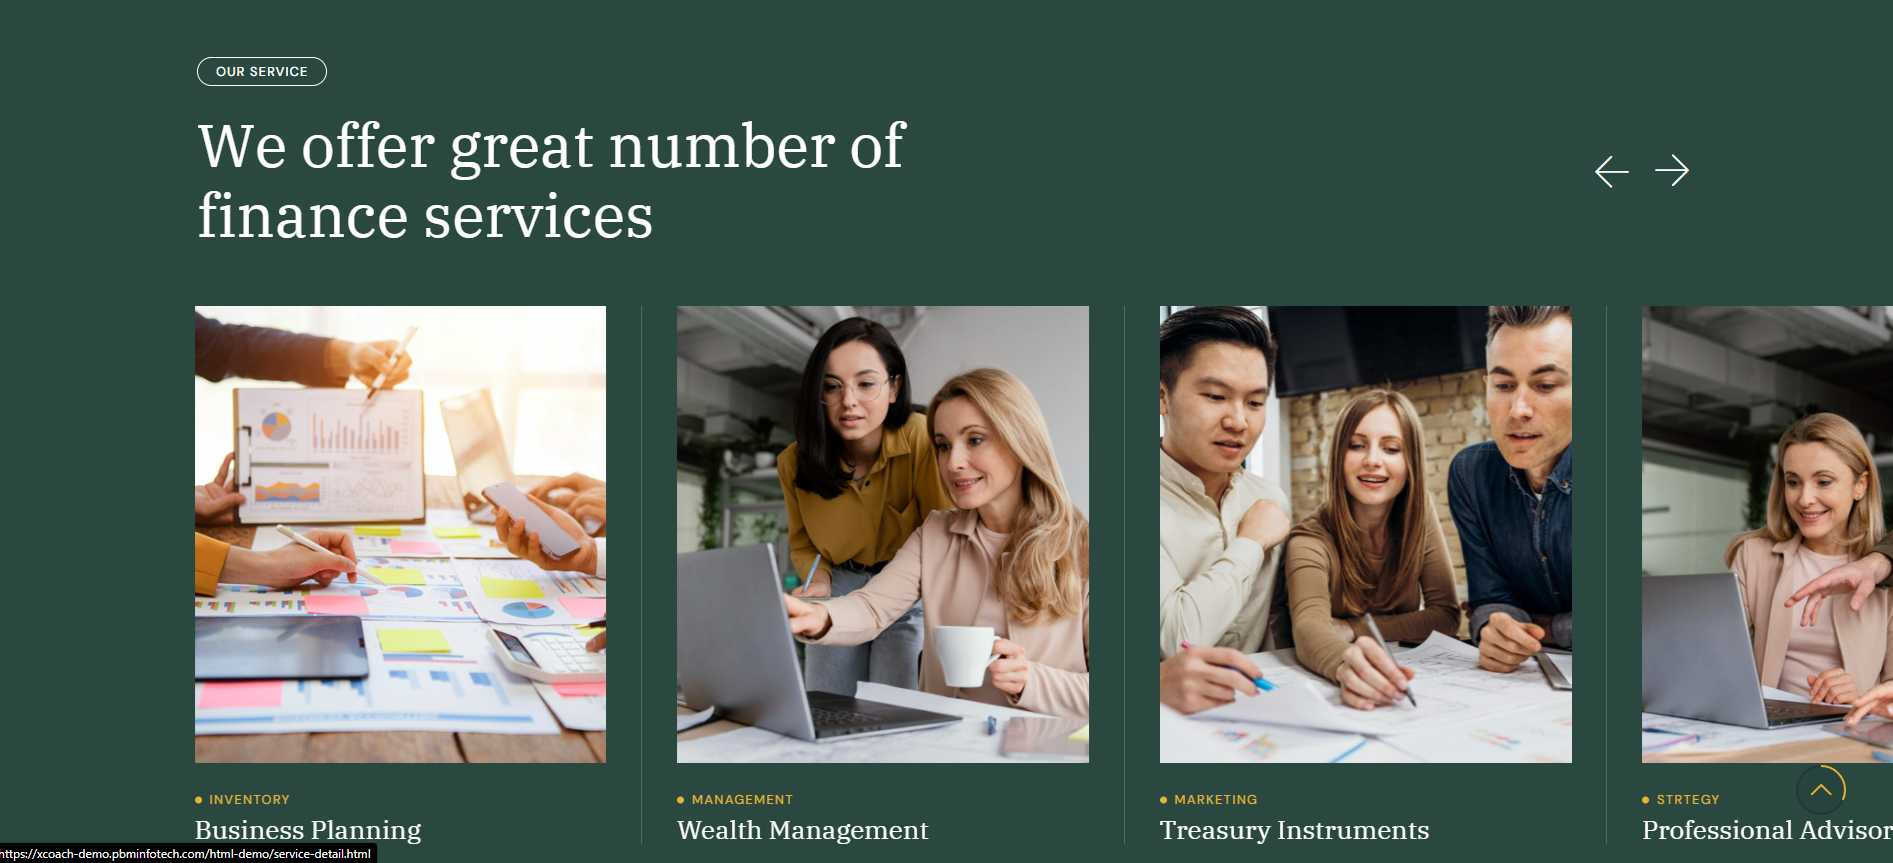 OUR SERVICE
We offer great number of
finance services
INVENTORY
Business Planning
MANAGEMENT
Wealth Management
MARKETING
Treasury Instruments
STRTEGY
Professional Advisor
https://xcoach-demo.pbminfotech.com/html-demo/service-detail.html